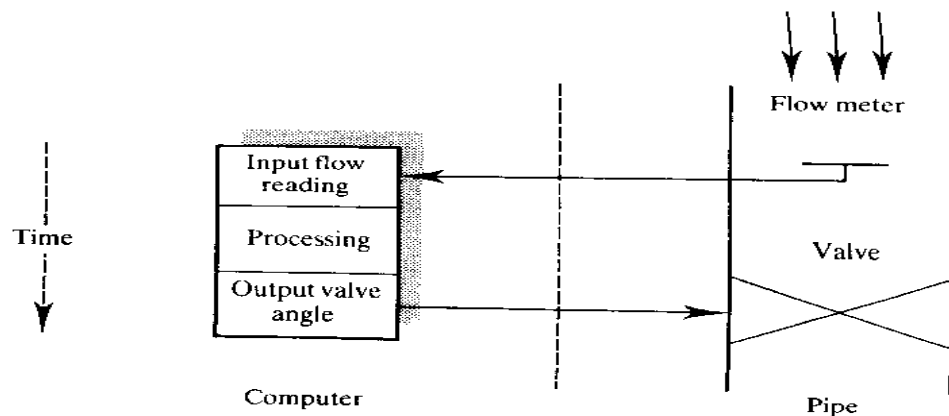 Flow meter
Input flow
reading
Time
Processing
Valve
Output valve
angle
Computer
Pipe